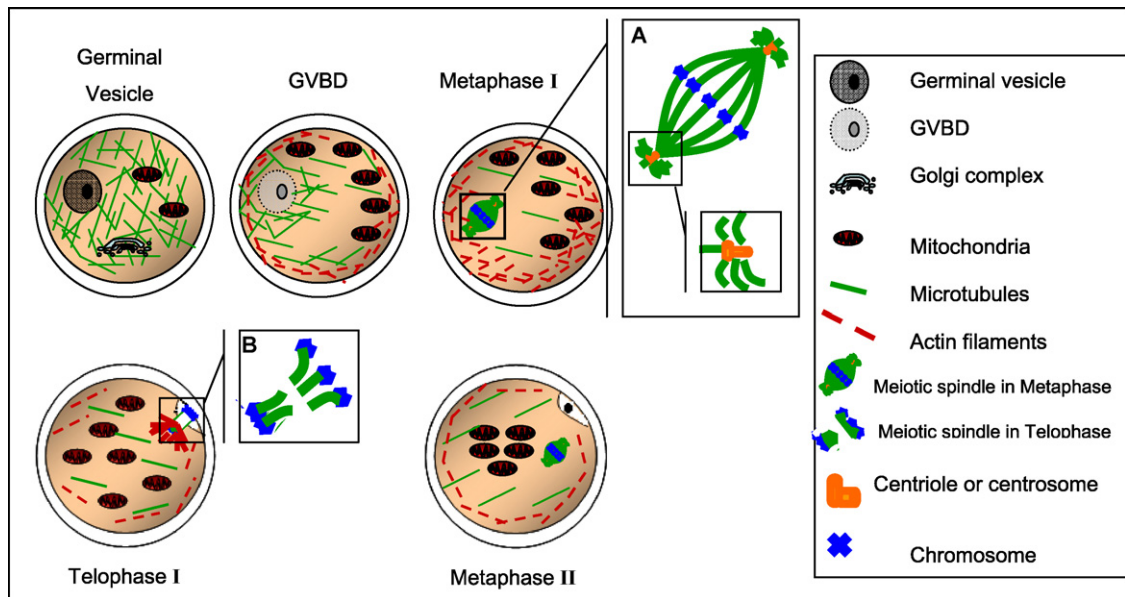 Germinal
Vesicle
GVBD
Metaphase I
A
B
Telophase I
Metaphase II
Germinal vesicle
GVBD
Golgi complex
Mitochondria
Microtubules
Actin filaments
Meiotic spindle in Metaphase
Meiotic spindle in Telophase
Centriole or centrosome
Chromosome